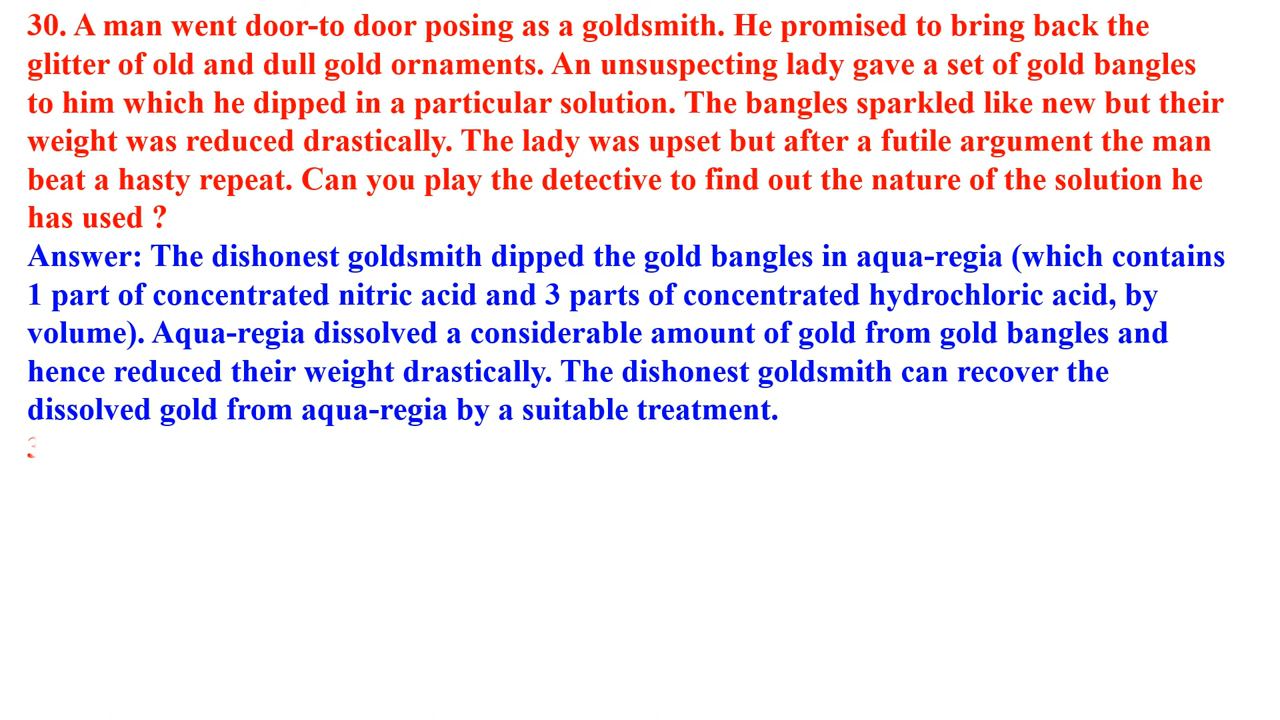 30. A man went door-to door posing as a goldsmith. He promised to bring back the
glitter of old and dull gold ornaments. An unsuspecting lady gave a set of gold bangles
to him which he dipped in a particular solution. The bangles sparkled like new but their
weight was reduced drastically. The lady was upset but after a futile argument the man
beat a hasty repeat. Can you play the detective to find out the nature of the solution he
has used ?
Answer: The dishonest goldsmith dipped the gold bangles in aqua-regia (which contains
1 part of concentrated nitric acid and 3 parts of concentrated hydrochloric acid, by
volume). Aqua-regia dissolved a considerable amount of gold from gold bangles and
hence reduced their weight drastically. The dishonest goldsmith can recover the
dissolved gold from aqua-regia by a suitable treatment.